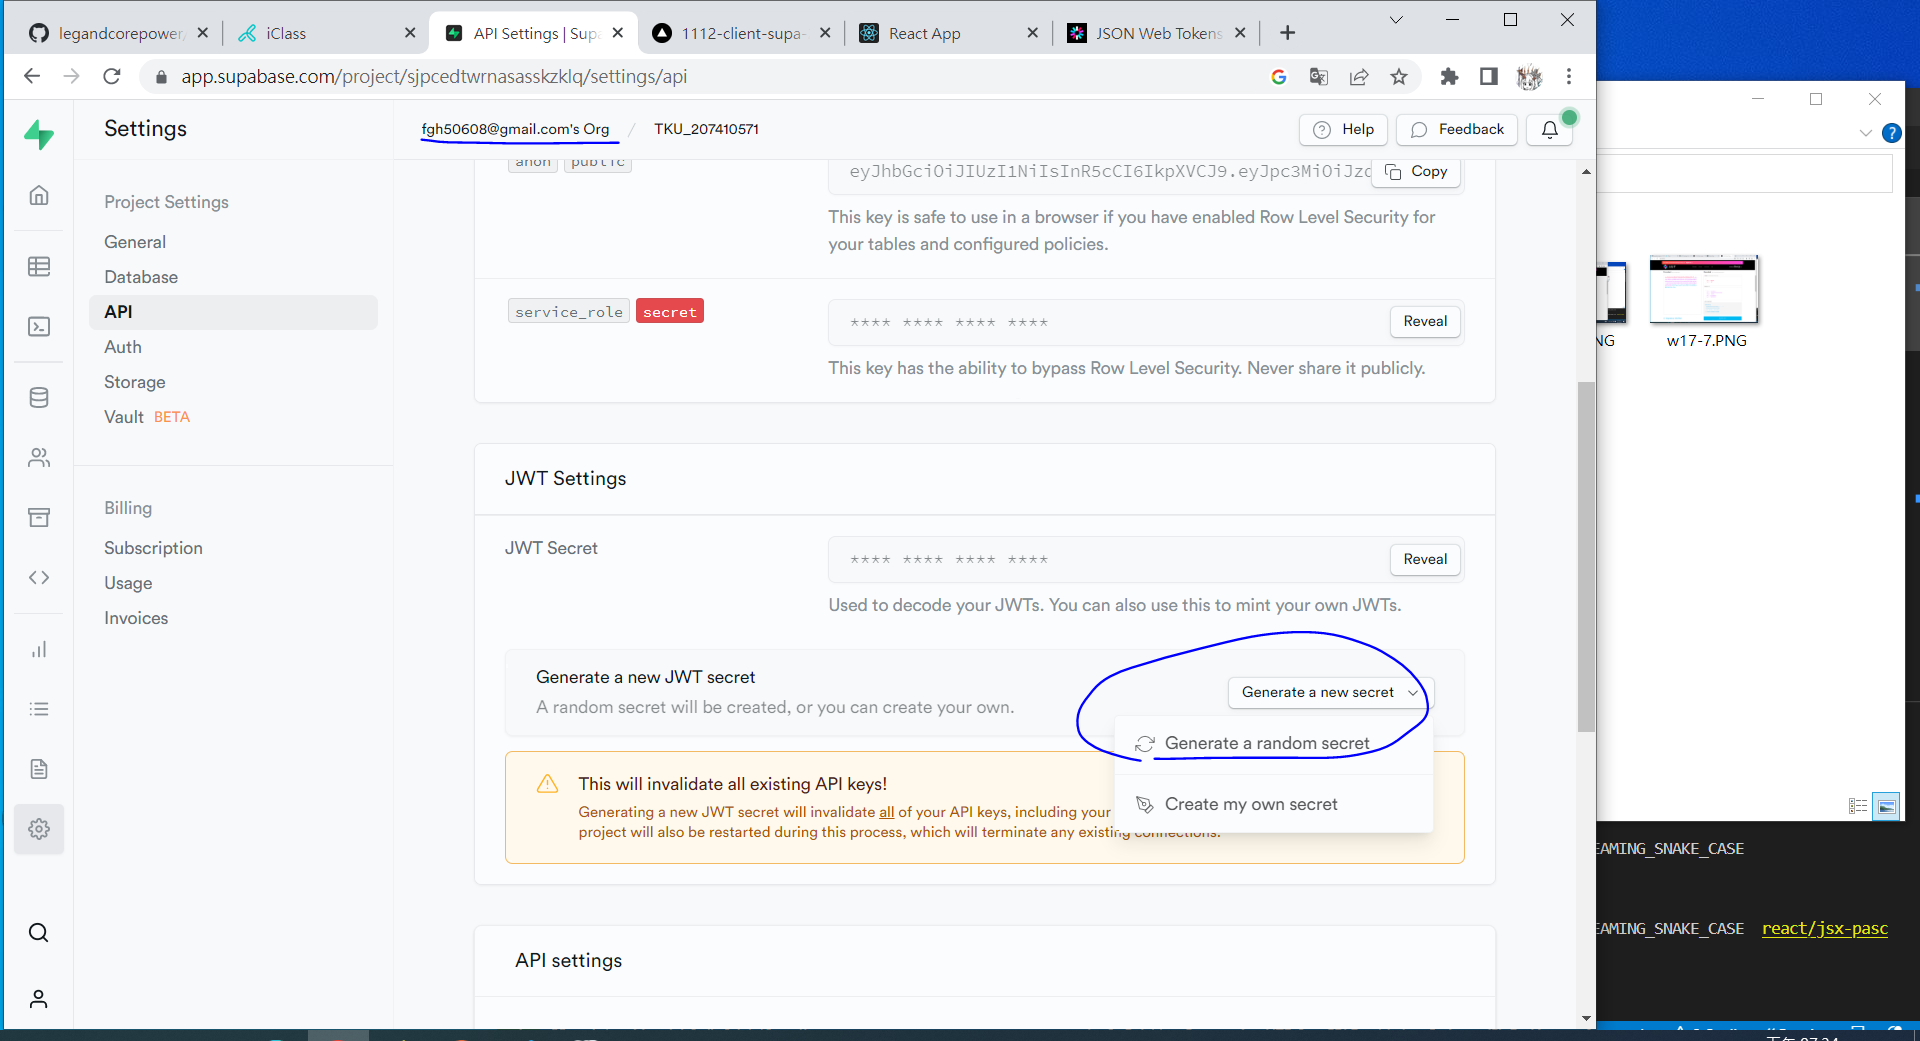 legandcorepower/
iClass
API Settings | Supa
1112-client-supa-
React App
JSON Web Tokens
app.supabase.com/project/sjpcedtwrnasasskzklq/settings/api
Settings
fgh50608@gmail.com's Org / TKU_207410571
Help
Feedback
Project Settings
General
Database
API
Auth
Storage
Vault BETA
Billing
Subscription
Usage
Invoices
anon public
eyJhbGciOiJIUzI1NiIsInR5cCI6IkpXVCJ9.eyJpc3MiOiJzd
Copy
This key is safe to use in a browser if you have enabled Row Level Security for
your tables and configured policies.
service_role secret
**** **** **** ****
Reveal
This key has the ability to bypass Row Level Security. Never share it publicly.
JWT Settings
JWT Secret
**** **** **** ****
Reveal
Used to decode your JWTs. You can also use this to mint your own JWTs.
Generate a new JWT secret
A random secret will be created, or you can create your own.
Generate a new secret
Generate a random secret
Create my own secret
This will invalidate all existing API keys!
Generating a new JWT secret will invalidate all of your API keys, including your
project will also be restarted during this process, which will terminate any existing connections.
API settings
NG
w17-7.PNG
EAMING_SNAKE_CASE
EAMING_SNAKE_CASE react/jsx-pasc